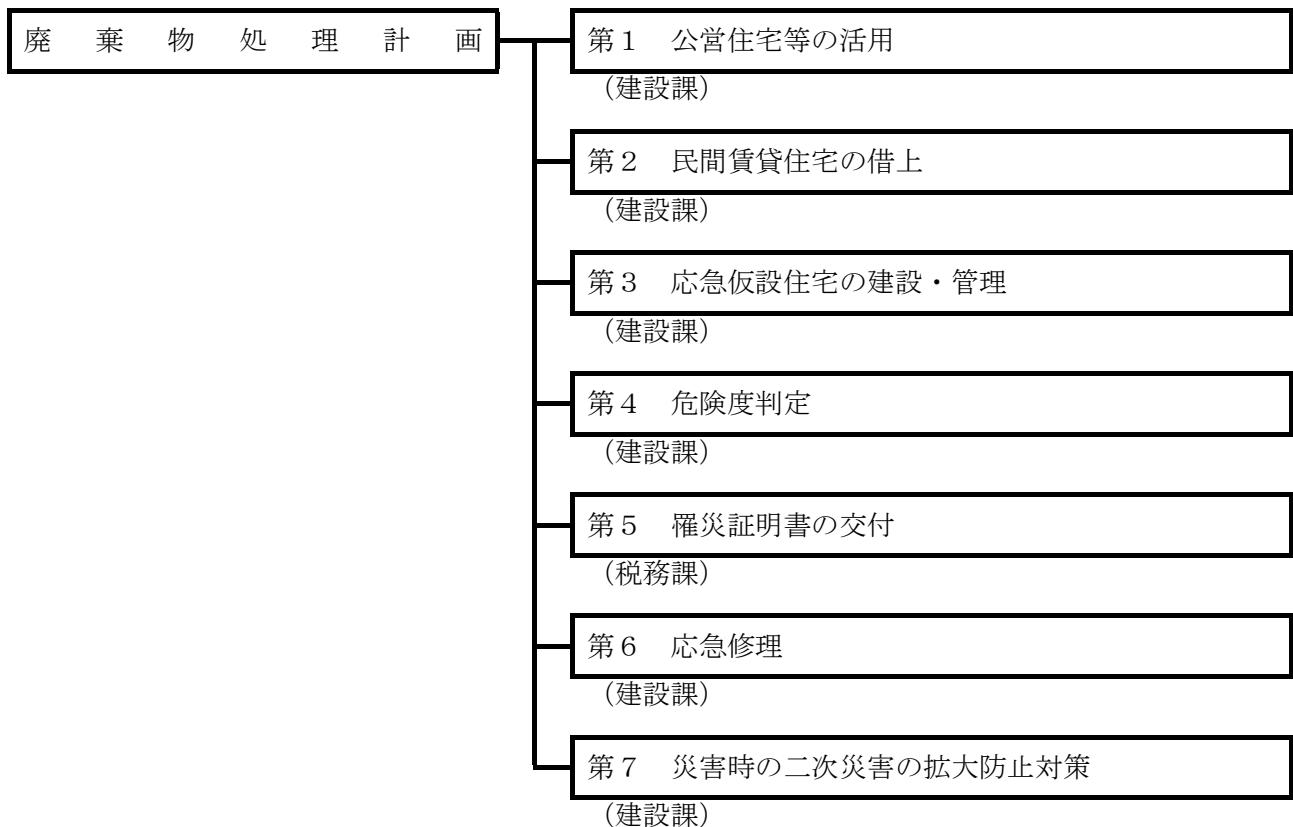 廃棄物処理計画
第１　公営住宅等の活用
（建設課）
第２　民間賃貸住宅の借上
（建設課）
第３　応急仮設住宅の建設・管理
（建設課）
第４　危険度判定
（建設課）
第５　罹災証明書の交付
（税務課）
第６　応急修理
（建設課）
第７　災害時の二次災害の拡大防止対策
（建設課）